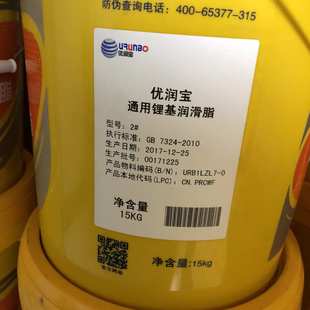 防伪查询电话：400-65377-315
URUNBO
优润宝
优润宝
通用锂基润滑脂
型号：2#
执行标准：GB 7324-2010
生产日期：2017-12-25
生产批号：00171225
产品物料编码(B/N)：URB1LZL7-0
产品本地代码(LPC)：CN PROMF
净含量
15KG
净含量：15kg